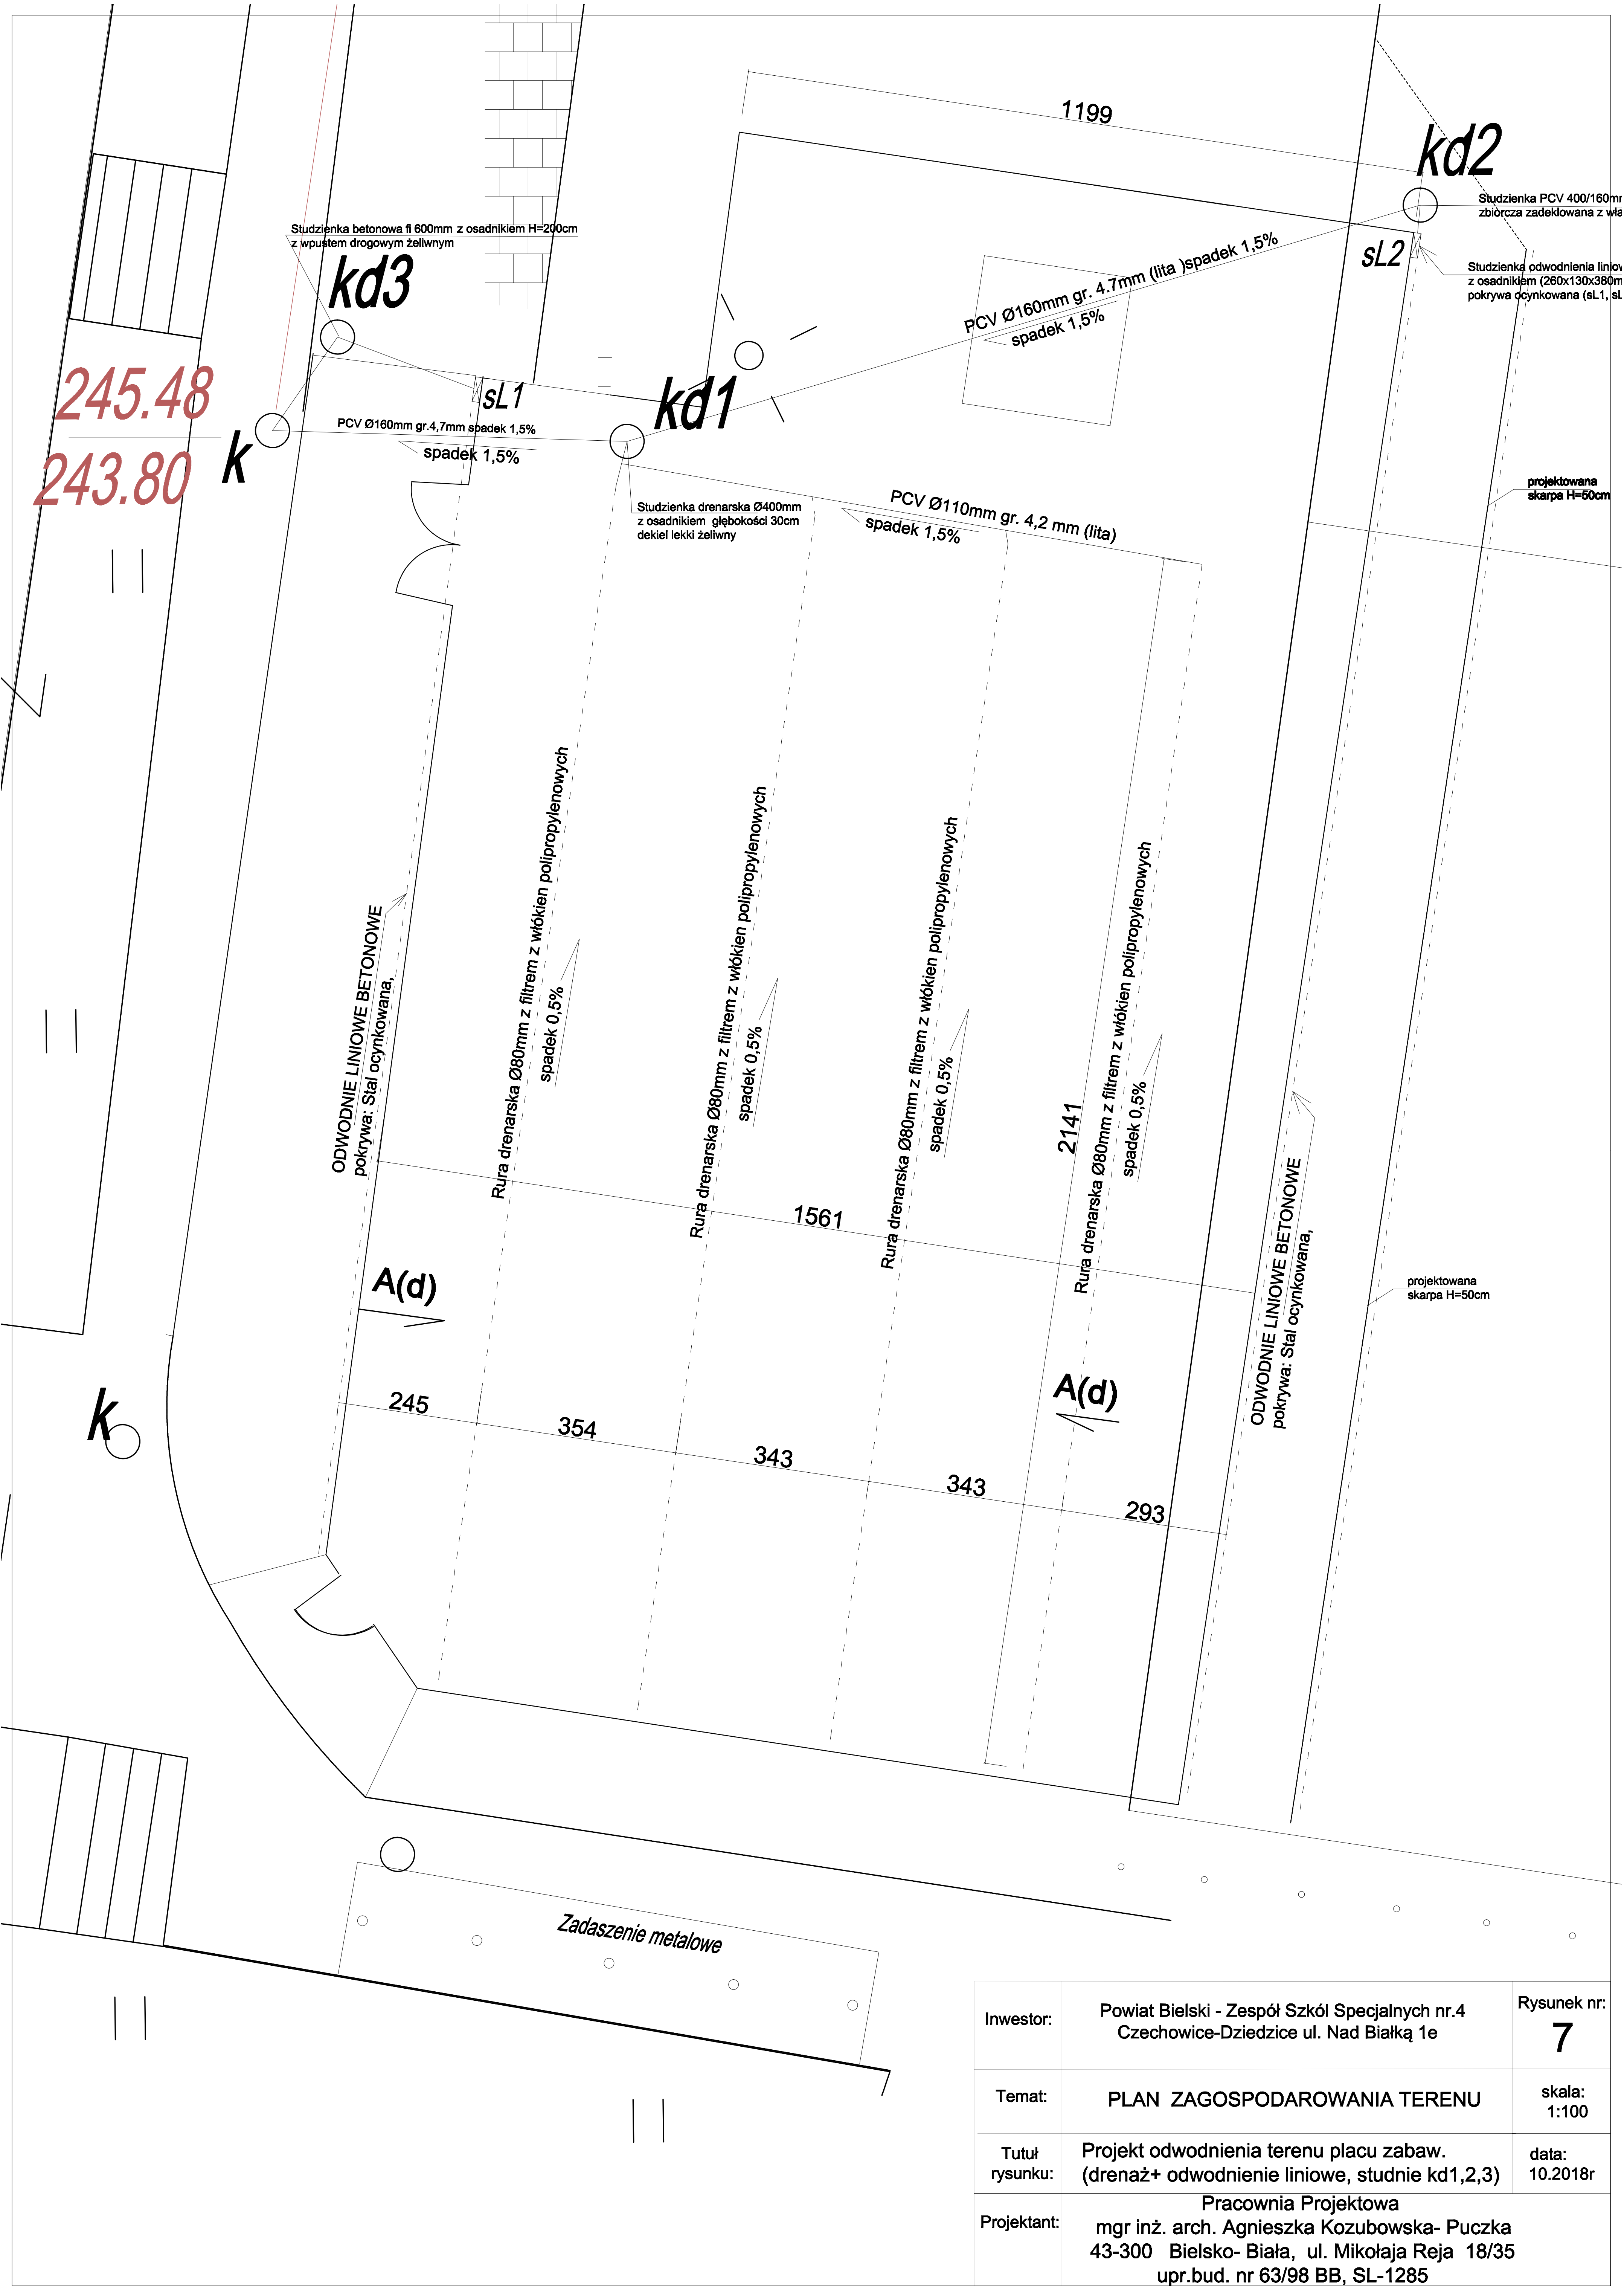 1199
kd2
Studzienka PCV 400/160mm
zbiorcza zadeklowana z
sL2
Studzienka odwodnienia
z osadnikiem (260x130x380m
pokrywa ocynkowana (sL1,
Studzienka betonowa fi 600mm z osadnikiem H=200cm
z wpustem drogowym żeliwnym
kd3
PCV Ø160mm gr. 4.7mm (lita )spadek 1,5%
spadek 1,5%
245.48
243.80
k
sL1
kd1
PCV Ø160mm gr.4,7mm spadek 1,5%
spadek 1,5%
Studzienka drenarska Ø400mm
z osadnikiem głębokości 30cm
dekiel lekki żeliwny
PCV Ø110mm gr. 4,2 mm (lita)
spadek 1,5%
projektowana
skarpa H=50cm
ODWODNIE LINIOWE BETONOWE
pokrywa: Stal ocynkowana,
Rura drenarska Ø80mm z filtrem z włókien polipropylenowych
spadek 0,5%
Rura drenarska Ø80mm z filtrem z włókien polipropylenowych
spadek 0,5%
Rura drenarska Ø80mm z filtrem z włókien polipropylenowych
spadek 0,5%
2141
Rura drenarska Ø80mm z filtrem z włókien polipropylenowych
spadek 0,5%
1561
ODWODNIE LINIOWE BETONOWE
pokrywa: Stal ocynkowana,
projektowana
skarpa H=50cm
A(d)
A(d)
k
245
354
343
343
293
Zadaszenie metalowe
Inwestor:
Powiat Bielski - Zespół Szkól Specjalnych nr.4
Czechowice-Dziedzice ul. Nad Białką 1e
Rysunek nr:
7
Temat:
PLAN ZAGOSPODAROWANIA TERENU
skala:
1:100
Tutuł
rysunku:
Projekt odwodnienia terenu placu zabaw.
(drenaż+ odwodnienie liniowe, studnie kd1,2,3)
data:
10.2018r
Projektant:
Pracownia Projektowa
mgr inż. arch. Agnieszka Kozubowska- Puczka
43-300 Bielsko- Biała, ul. Mikołaja Reja 18/35
upr.bud. nr 63/98 BB, SL-1285